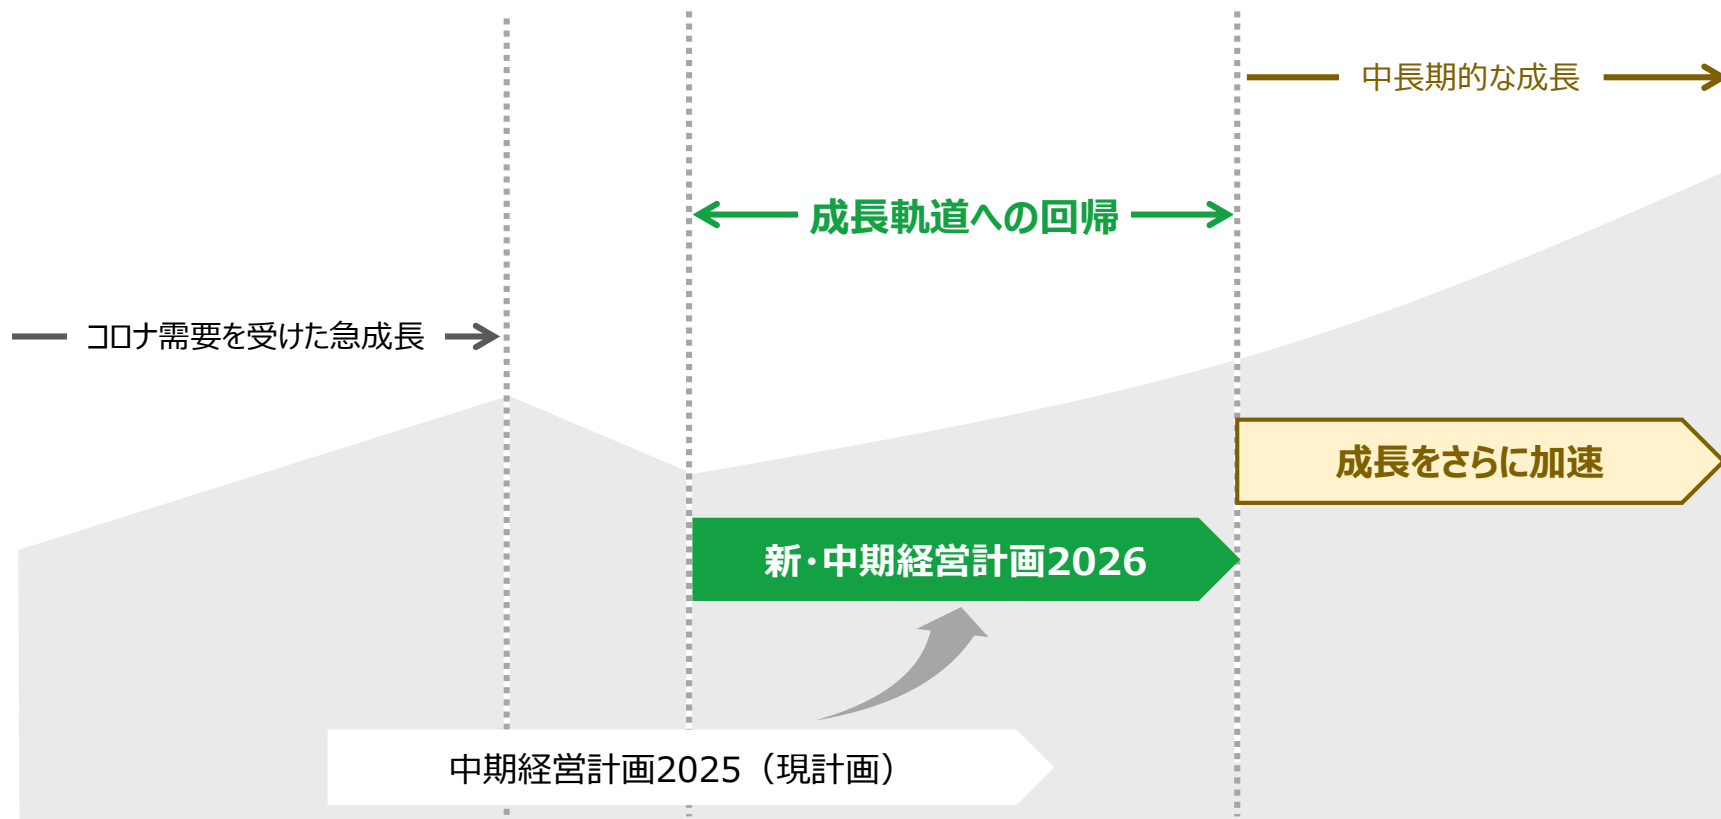 中長期的な成長
成長軌道への回帰
コロナ需要を受けた急成長
成長をさらに加速
新・中期経営計画2026
中期経営計画2025（現計画）